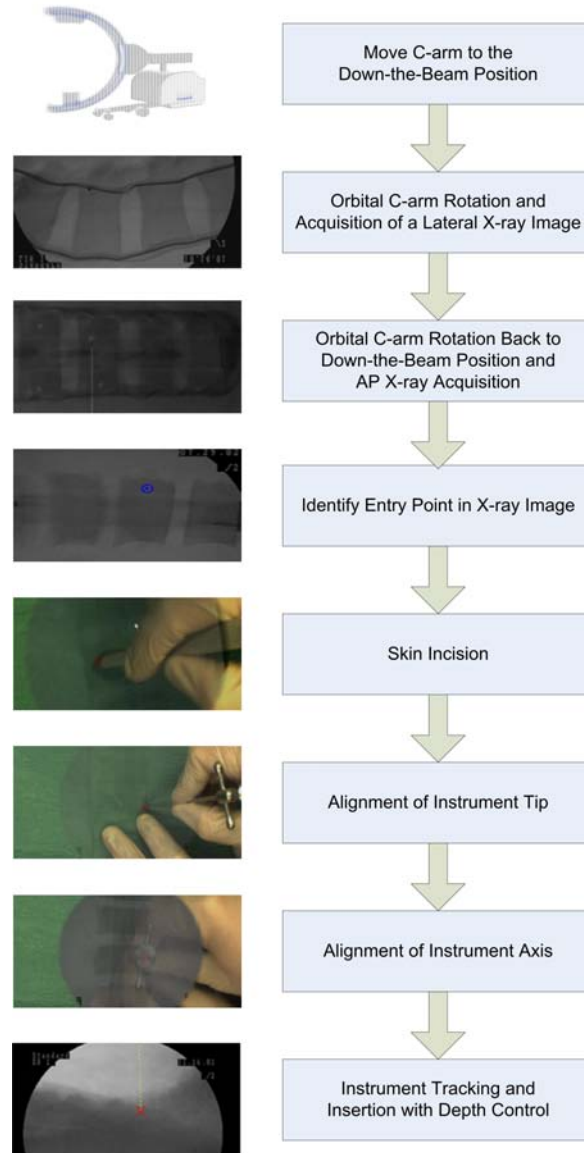 Move C-arm to the
Down-the-Beam Position
Orbital C-arm Rotation and
Acquisition of a Lateral X-ray Image
Orbital C-arm Rotation Back to
Down-the-Beam Position and
AP X-ray Acquisition
Identify Entry Point in X-ray Image
Skin Incision
Alignment of Instrument Tip
Alignment of Instrument Axis
Instrument Tracking and
Insertion with Depth Control